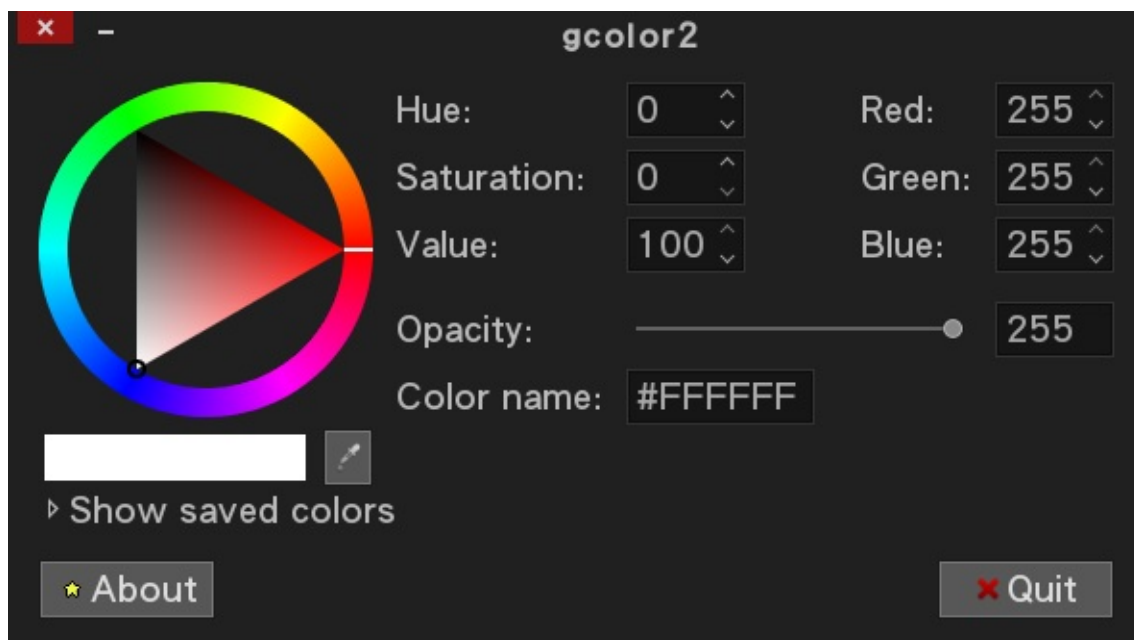 gcolor2
Hue: 0 Red: 255
Saturation: 0 Green: 255
Value: 100 Blue: 255
Opacity: 255
Color name: #FFFFFF
Show saved colors
About Quit